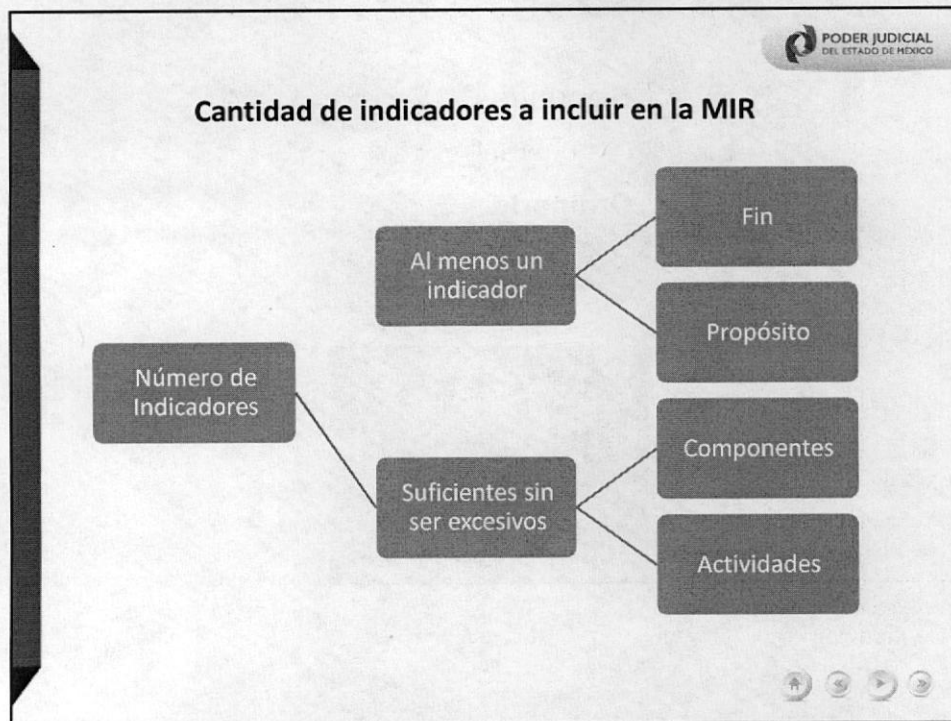 PODER JUDICIAL
DEL ESTADO DE MÉXICO
Cantidad de indicadores a incluir en la MIR
Número de
Indicadores
Al menos un
indicador
Fin
Propósito
Suficientes sin
ser excesivos
Componentes
Actividades